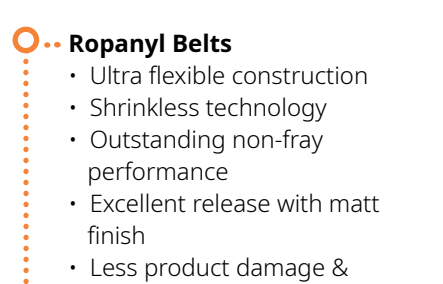 Ropanyl Belts
• Ultra flexible construction
• Shrinkless technology
• Outstanding non-fray
performance
• Excellent release with matt
finish
• Less product damage &